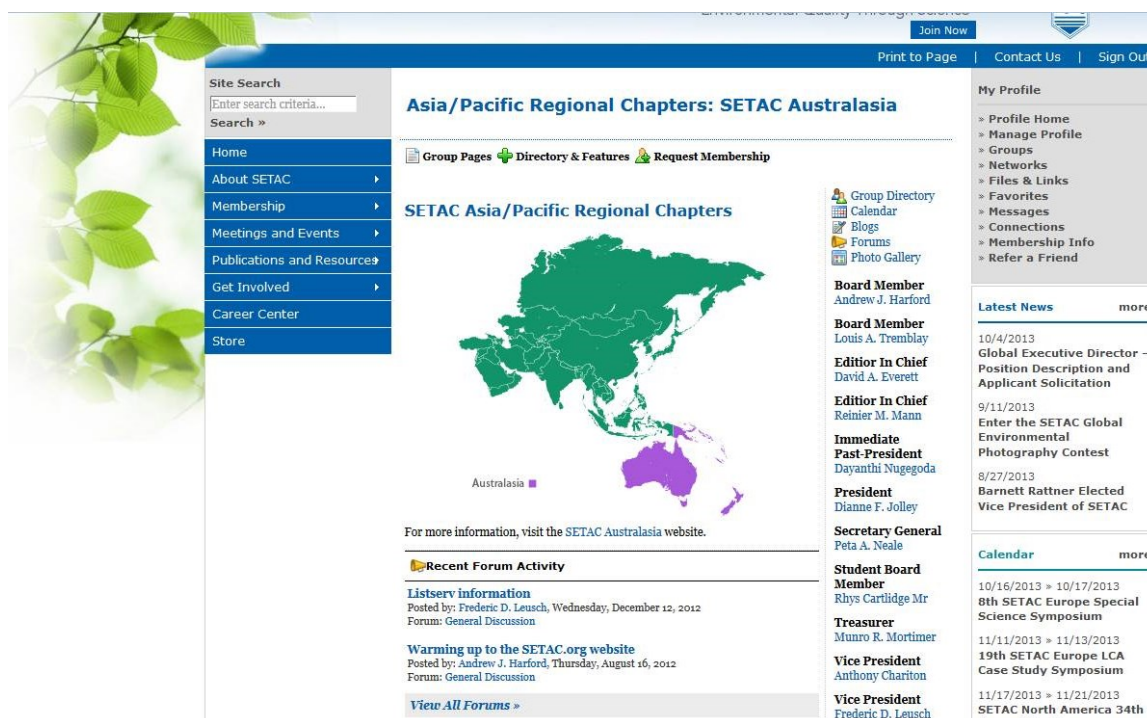 Environmental Quality Through Science
Join Now
Print to Page | Contact Us | Sign Out
Site Search
Enter search criteria...
Search »
Home
About SETAC
Membership
Meetings and Events
Publications and Resources
Get Involved
Career Center
Store
Asia/Pacific Regional Chapters: SETAC Australasia
Group Pages Directory & Features Request Membership
SETAC Asia/Pacific Regional Chapters
Australasia
For more information, visit the SETAC Australasia website.
Recent Forum Activity
Listserv information
Posted by: Frederic D. Leusch, Wednesday, December 12, 2012
Forum: General Discussion
Warming up to the SETAC.org website
Posted by: Andrew J. Harford, Thursday, August 16, 2012
Forum: General Discussion
View All Forums »
Group Directory
Calendar
Blogs
Forums
Photo Gallery
Board Member
Andrew J. Harford
Board Member
Louis A. Tremblay
Editior In Chief
David A. Everett
Editior In Chief
Reinier M. Mann
Immediate
Past-President
Dayanthi Nugegoda
President
Dianne F. Jolley
Secretary General
Peta A. Neale
Student Board
Member
Rhys Cartlidge Mr
Treasurer
Munro R. Mortimer
Vice President
Anthony Chariton
Vice President
Frederic D. Leusch
My Profile
» Profile Home
» Manage Profile
» Groups
» Networks
» Files & Links
» Favorites
» Messages
» Connections
» Membership Info
» Refer a Friend
Latest News more
10/4/2013
Global Executive Director -
Position Description and
Applicant Solicitation
9/11/2013
Enter the SETAC Global
Environmental
Photography Contest
8/27/2013
Barnett Rattner Elected
Vice President of SETAC
Calendar more
10/16/2013 » 10/17/2013
8th SETAC Europe Special
Science Symposium
11/11/2013 » 11/13/2013
19th SETAC Europe LCA
Case Study Symposium
11/17/2013 » 11/21/2013
SETAC North America 34th